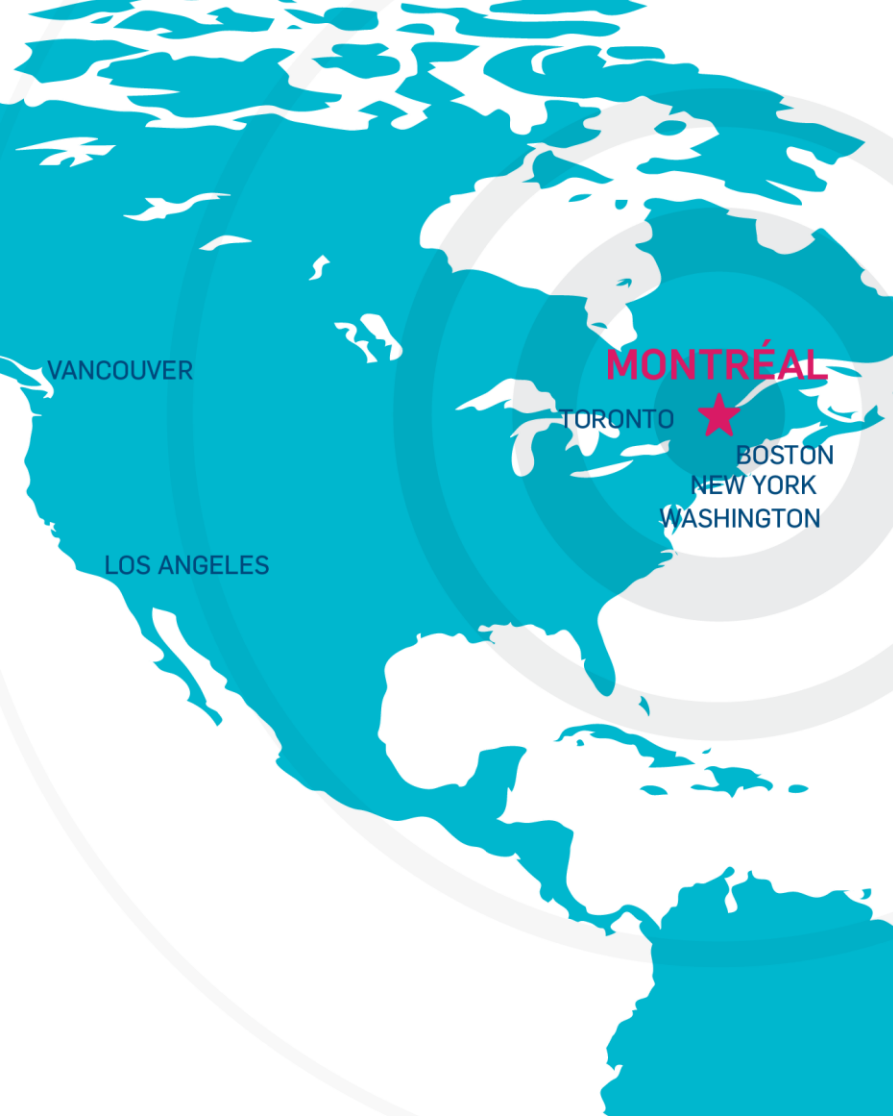 MONTRÉAL
VANCOUVER
TORONTO
BOSTON
NEW YORK
WASHINGTON
LOS ANGELES